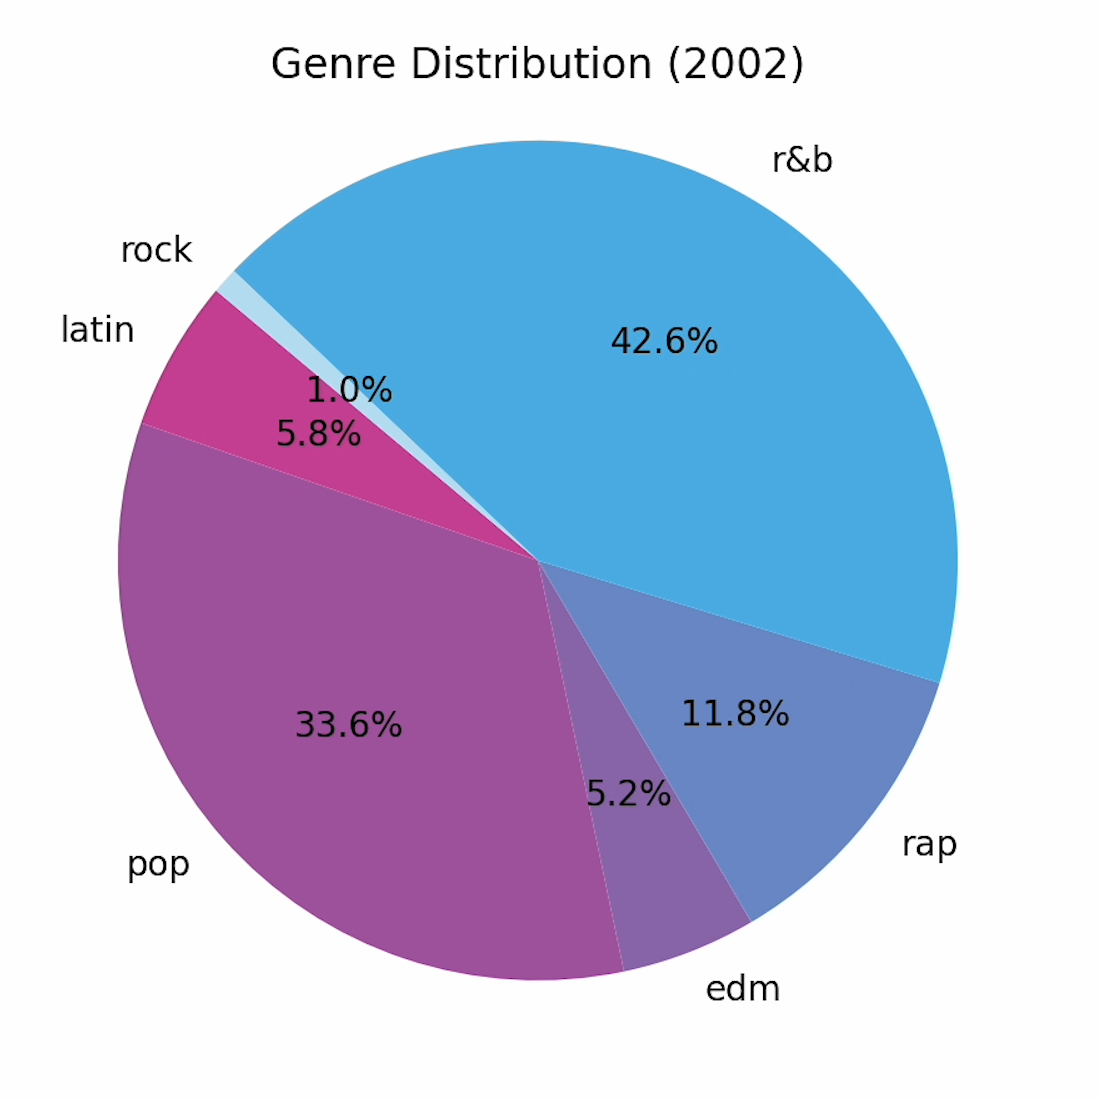 Genre Distribution (2002)
r&b
rock
latin
42.6%
1.0%
5.8%
33.6%
11.8%
5.2%
pop
rap
edm